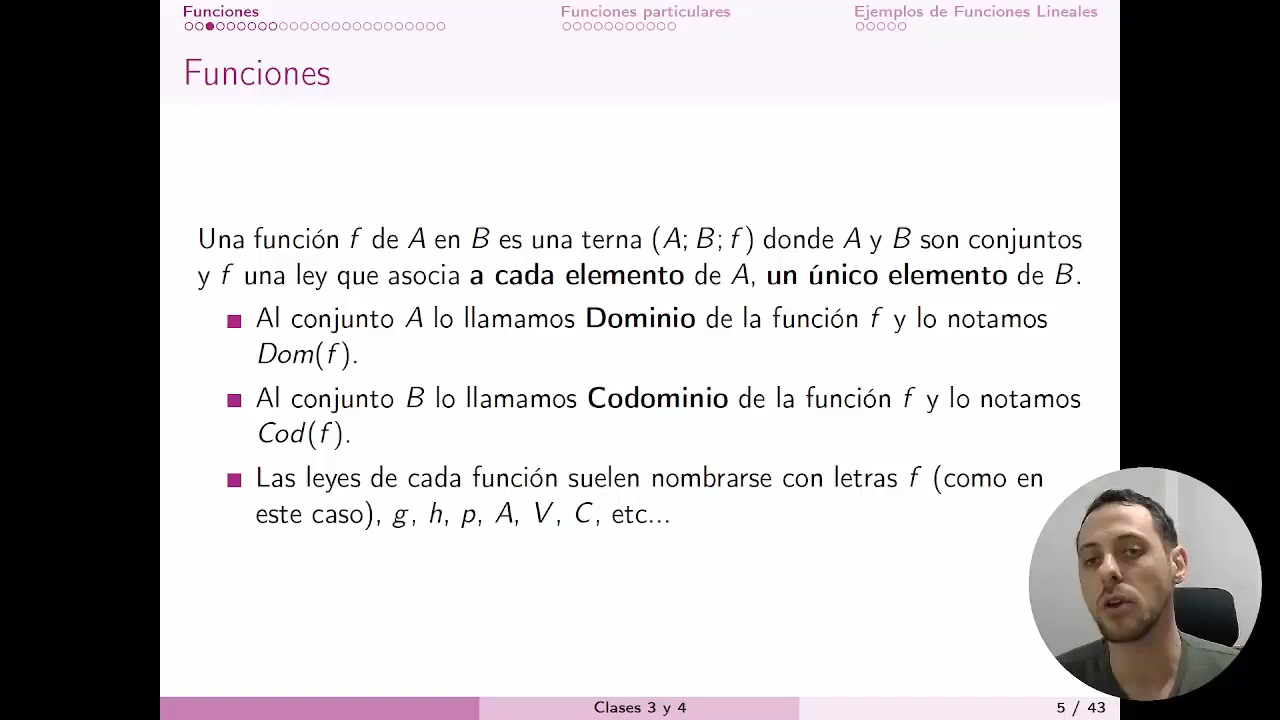 Funciones
Funciones particulares
Ejemplos de Funciones Lineales
Funciones
Una función f de A en B es una terna (A; B; f) donde A y B son conjuntos
y f una ley que asocia a cada elemento de A, un único elemento de B.
Al conjunto A lo llamamos Dominio de la función f y lo notamos
Dom(f).
Al conjunto B lo llamamos Codominio de la función f y lo notamos
Cod(f).
Las leyes de cada función suelen nombrarse con letras f (como en
este caso), g, h, p, A, V, C, etc...
Clases 3 y 4
5 / 43